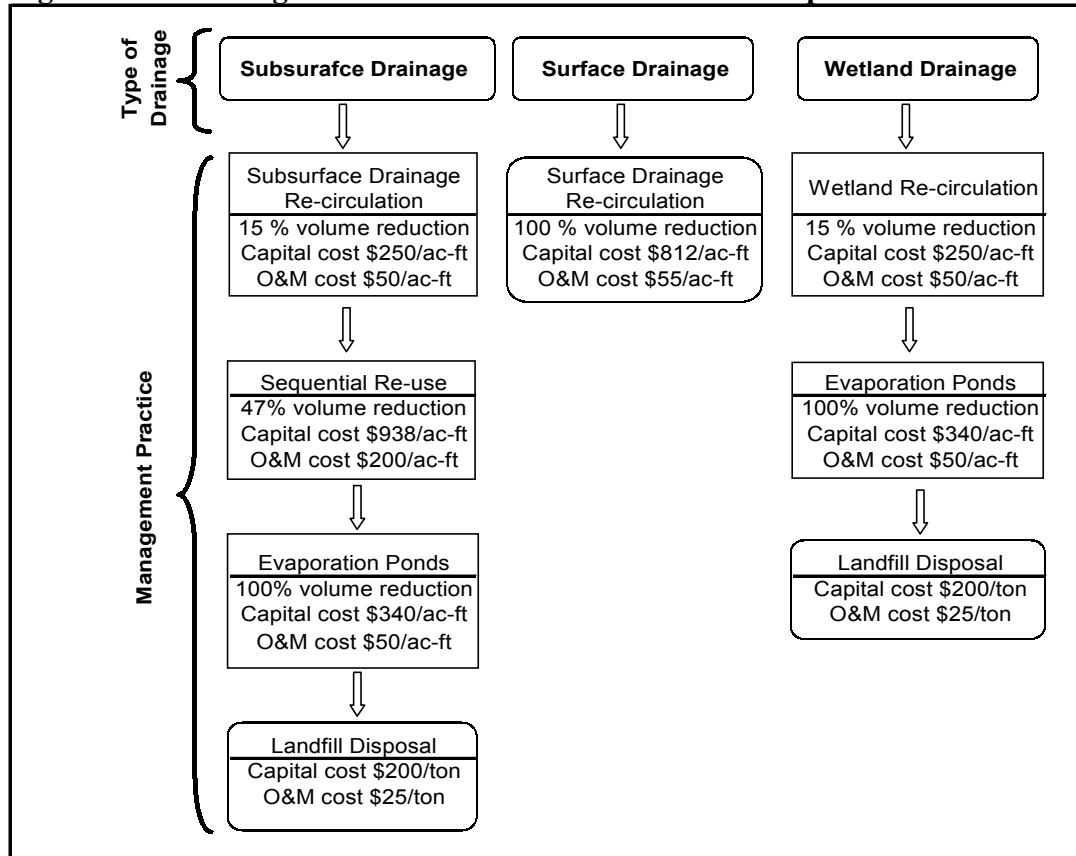 Type of
Drainage
Subsurafce Drainage
Surface Drainage
Wetland Drainage
Management Practice
Subsurface Drainage
Re-circulation
15 % volume reduction
Capital cost $250/ac-ft
O&M cost $50/ac-ft
Sequential Re-use
47% volume reduction
Capital cost $938/ac-ft
O&M cost $200/ac-ft
Evaporation Ponds
100% volume reduction
Capital cost $340/ac-ft
O&M cost $50/ac-ft
Landfill Disposal
Capital cost $200/ton
O&M cost $25/ton
Surface Drainage
Re-circulation
100 % volume reduction
Capital cost $812/ac-ft
O&M cost $55/ac-ft
Wetland Re-circulation
15 % volume reduction
Capital cost $250/ac-ft
O&M cost $50/ac-ft
Evaporation Ponds
100% volume reduction
Capital cost $340/ac-ft
O&M cost $50/ac-ft
Landfill Disposal
Capital cost $200/ton
O&M cost $25/ton